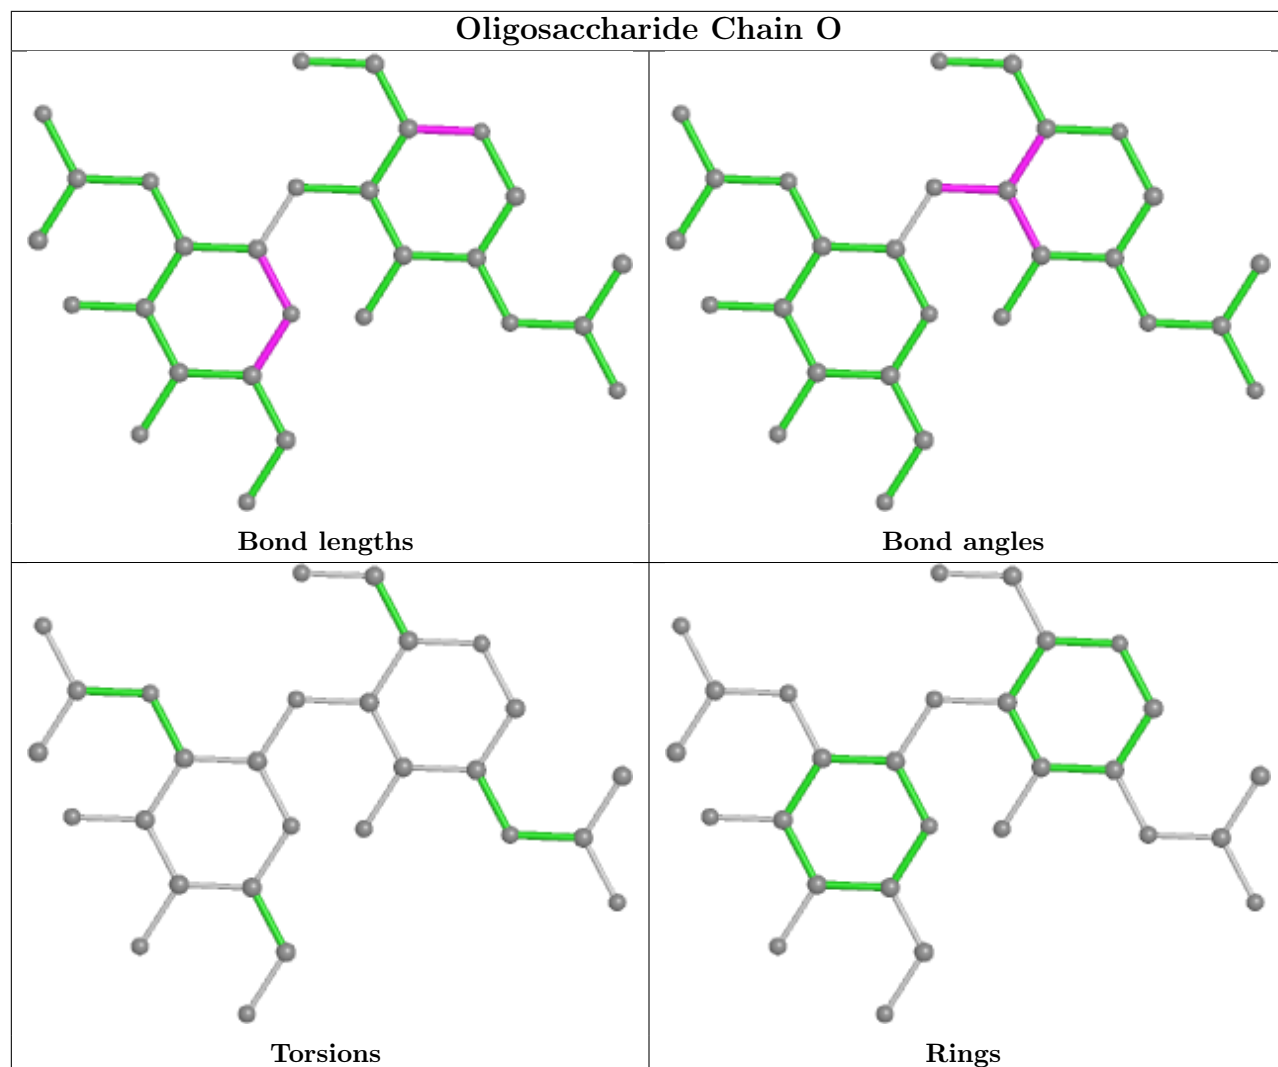 Oligosaccharide Chain O
Bond lengths
Bond angles
Torsions
Rings